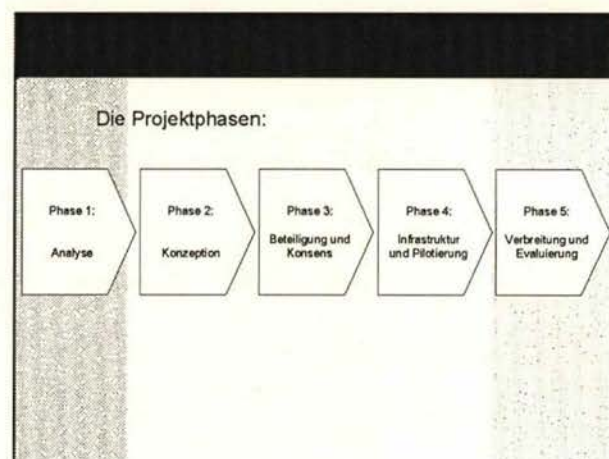 Die Projektphasen:
Phase 1:
Analyse
Phase 2:
Konzeption
Phase 3:
Beteiligung und
Konsens
Phase 4:
Infrastruktur
und Pilotierung
Phase 5:
Verbreitung und
Evaluierung